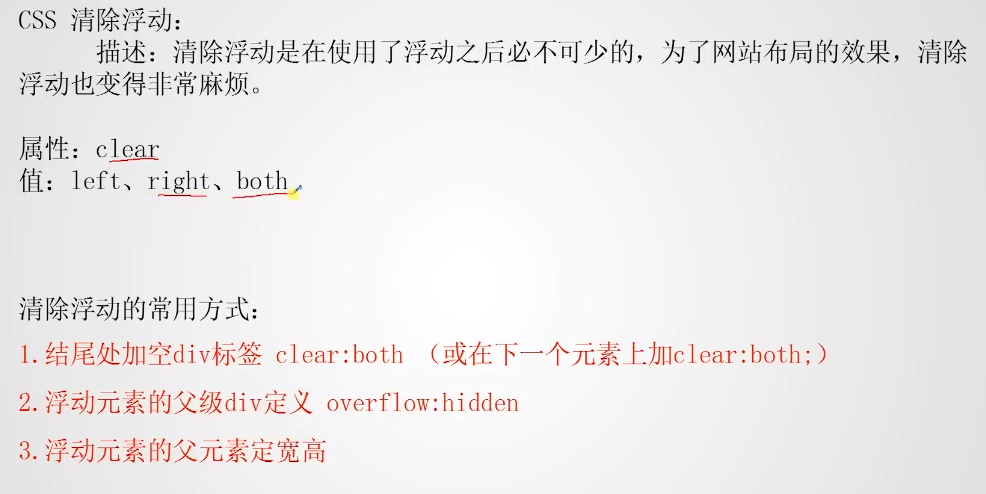 CSS 清除浮动：
描述：清除浮动是在使用了浮动之后必不可少的，为了网站布局的效果，清除
浮动也变得非常麻烦。
属性：clear
值：left、right、both
清除浮动的常用方式：
1.结尾处加空div标签 clear:both （或在下一个元素上加clear:both;）
2.浮动元素的父级div定义 overflow:hidden
3.浮动元素的父元素定宽高